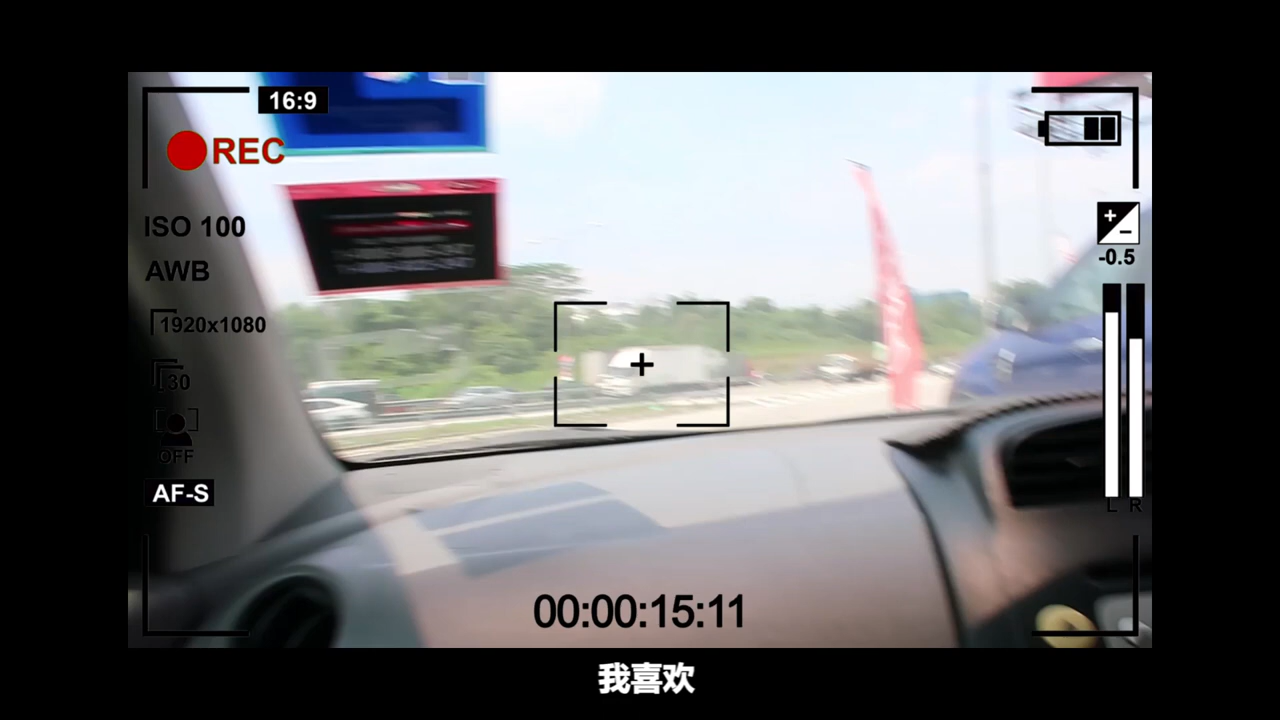 16:9
REC
ISO 100
AWB
1920x1080
30
OFF
AF-S
-0.5
L R
00:00:15:11
我喜欢